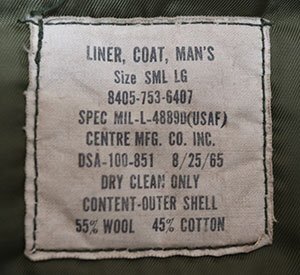 LINER, COAT, MAN'S
Size SML LG
8405-753-6407
SPEC MIL-L-4889D(USAF)
CENTRE MFG. CO. INC.
DSA-100-851 8/25/65
DRY CLEAN ONLY
CONTENT-OUTER SHELL
55% WOOL 45% COTTON